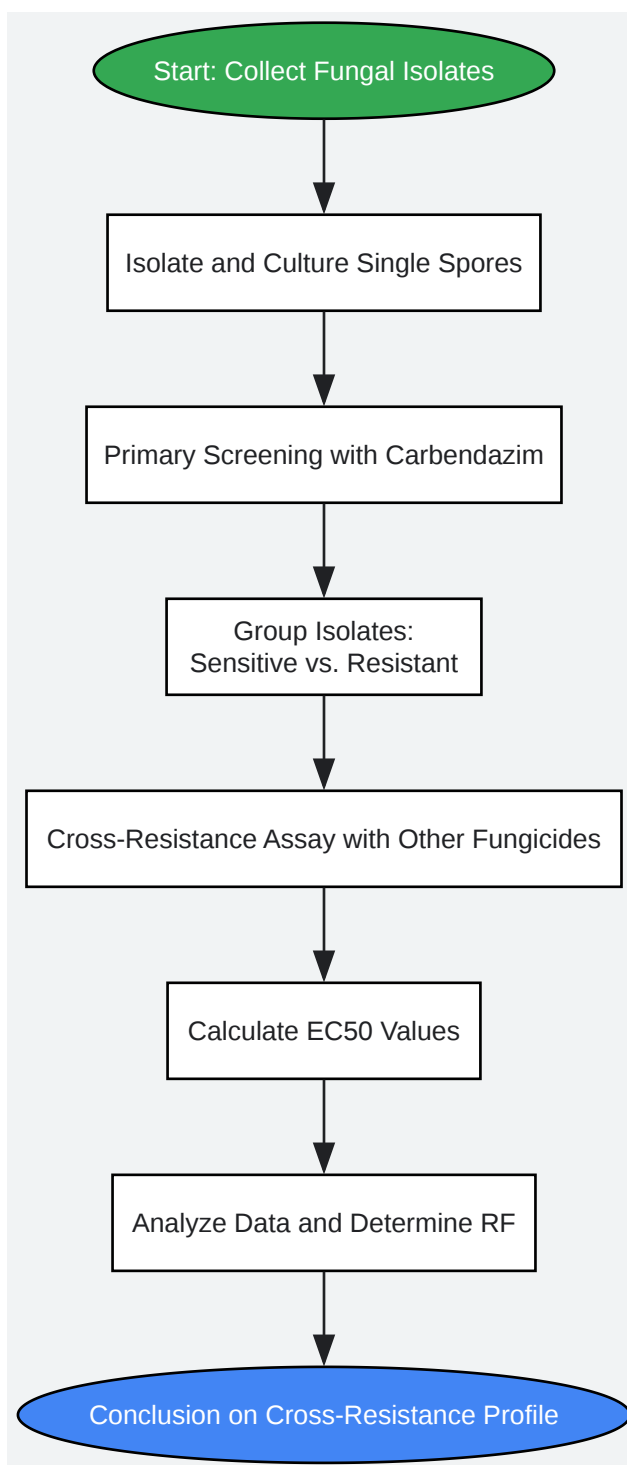 Start: Collect Fungal Isolates
Isolate and Culture Single Spores
Primary Screening with Carbendazim
Group Isolates:
Sensitive vs. Resistant
Cross-Resistance Assay with Other Fungicides
Calculate EC50 Values
Analyze Data and Determine RF
Conclusion on Cross-Resistance Profile